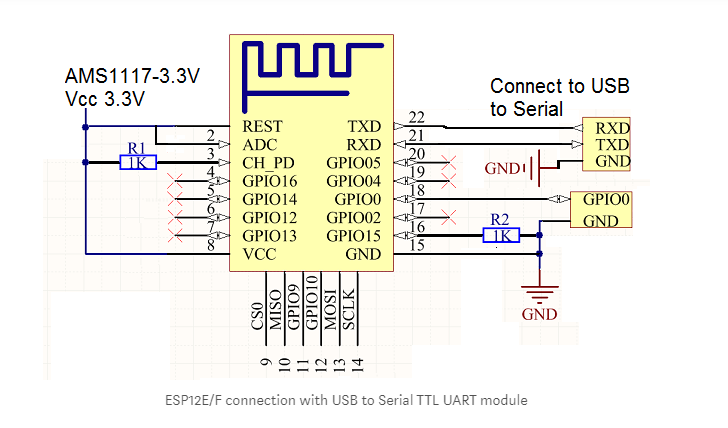 AMS1117-3.3V
Vcc 3.3V
Connect to USB
to Serial
R1
1K
REST
2 ADC
3 CH_PD
4 GPIO16
5 GPIO14
6 GPIO12
7 GPIO13
8 VCC
TXD 22
RXD 21
GPIO05 20
GPIO04 19
GPIO0 18
GPIO02 17
GPIO15 16
GND 15
RXD
TXD
GND
GND
GPIO0
GND
R2
1K
GND
CS0
MISO
GPIO9
GPIO10
MOSI
SCLK
9
10
11
12
13
14
ESP12E/F connection with USB to Serial TTL UART module